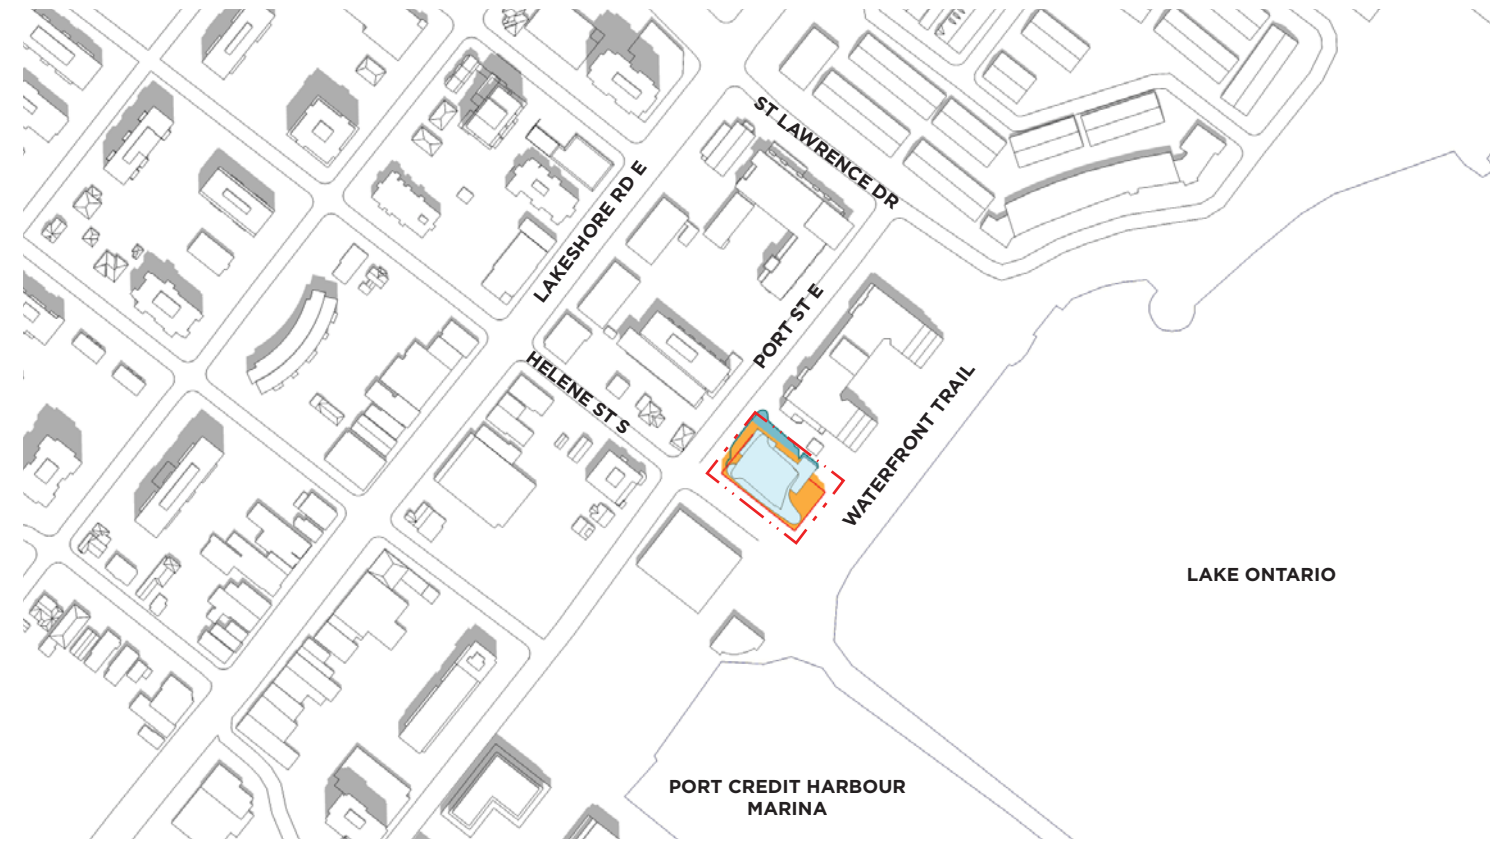 ST LAWRENCE DR
LAKESHORE RD E
PORT ST E
HELENE ST S
WATERFRONT TRAIL
LAKE ONTARIO
PORT CREDIT HARBOUR
MARINA